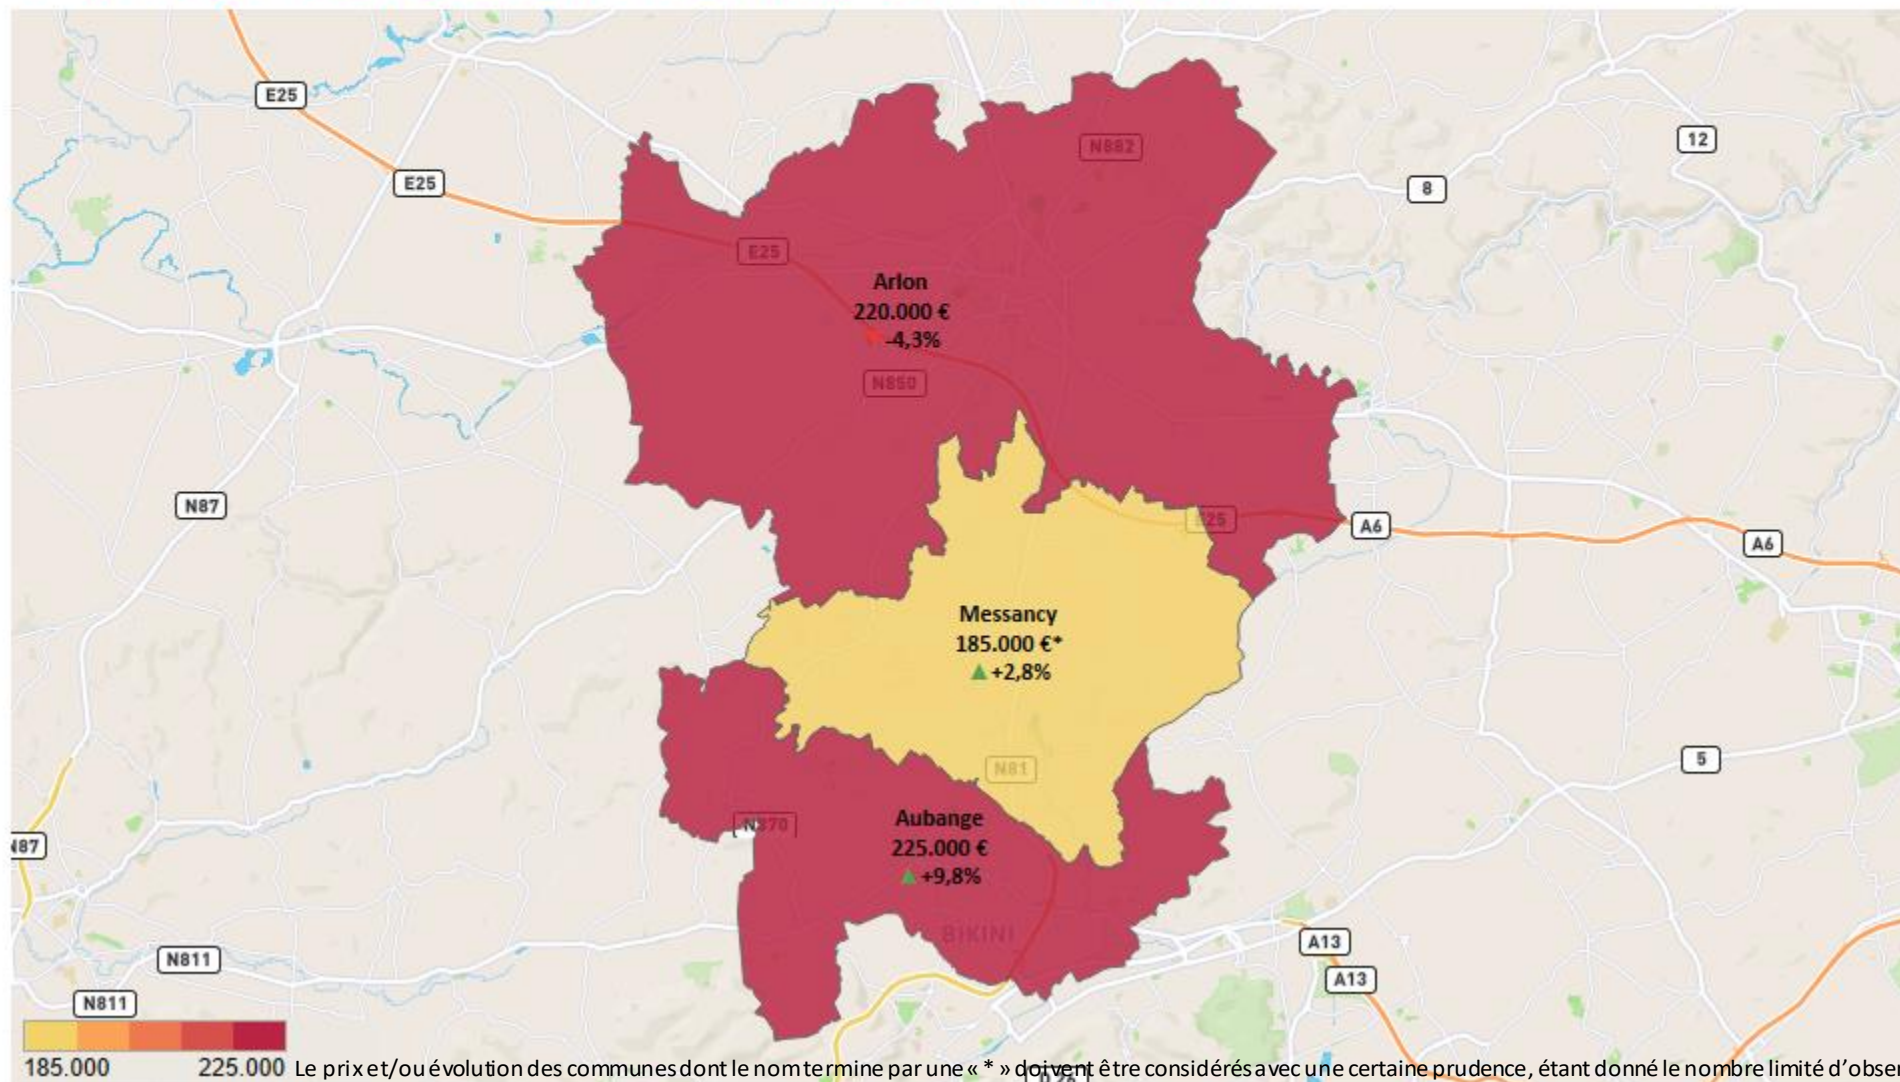 E25
12
E25
8
N882
E25
Arlon
220.000 €
-4,3%
N850
N87
E25
A6
A6
Messancy
185.000 €*
+2,8%
N81
5
N870
Aubange
225.000 €
+9,8%
N87
BIKINI
A13
N811
A13
N811
185.000
225.000
Le prix et/ou évolution des communes dont le nom termine par une « * » doivent être considérés avec une certaine prudence, étant donné le nombre limité d'obser